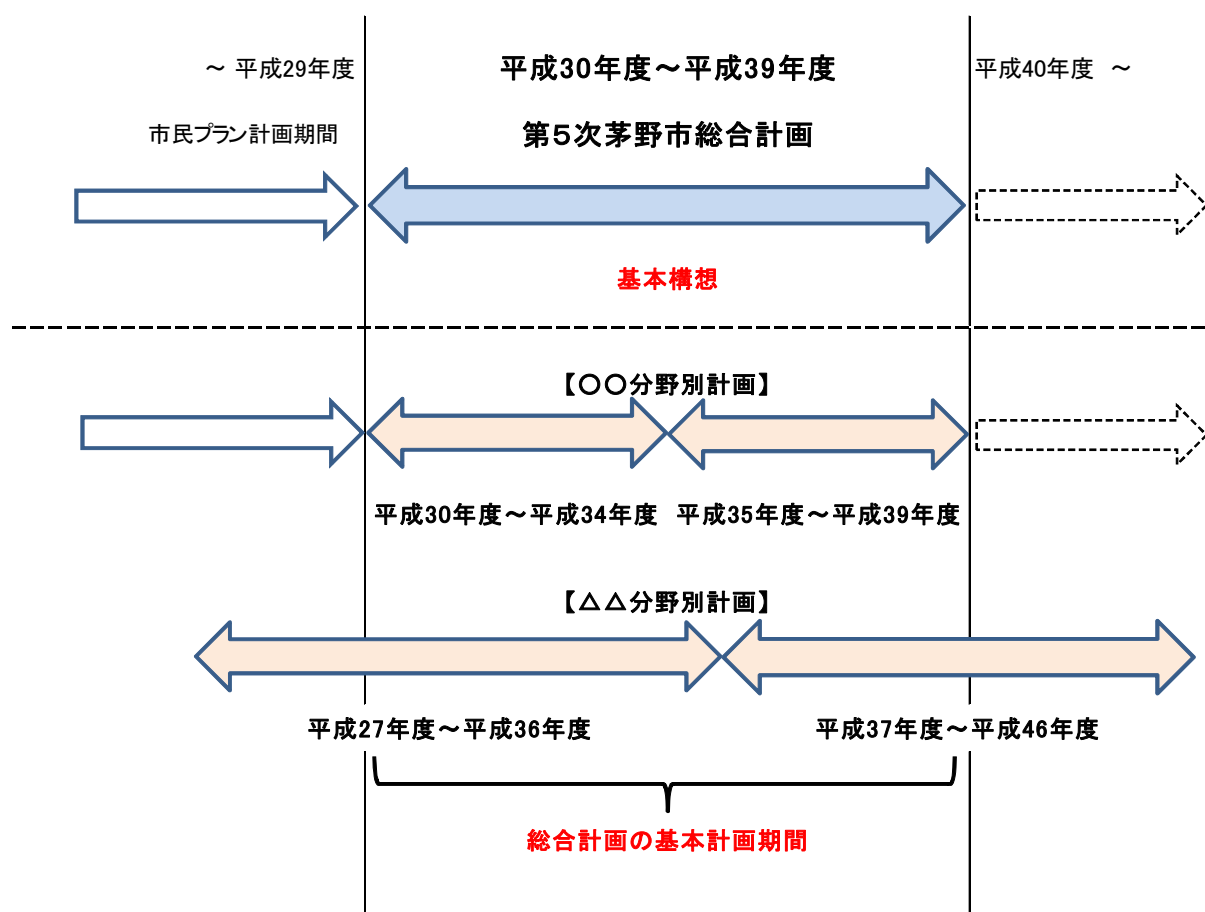 ～ 平成29年度
平成30年度～平成39年度
平成40年度 ～
市民プラン計画期間
第5次茅野市総合計画
基本構想
【○○分野別計画】
平成30年度～平成34年度
平成35年度～平成39年度
【△△分野別計画】
平成27年度～平成36年度
平成37年度～平成46年度
総合計画の基本計画期間